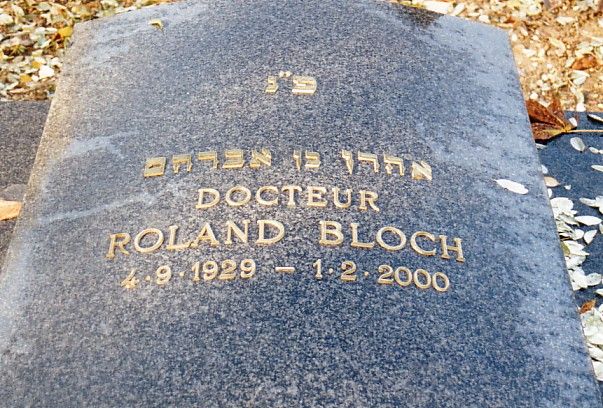 פ"נ
אהרן בן אברהם
DOCTEUR
ROLAND BLOCH
4·9·1929 – 1·2·2000